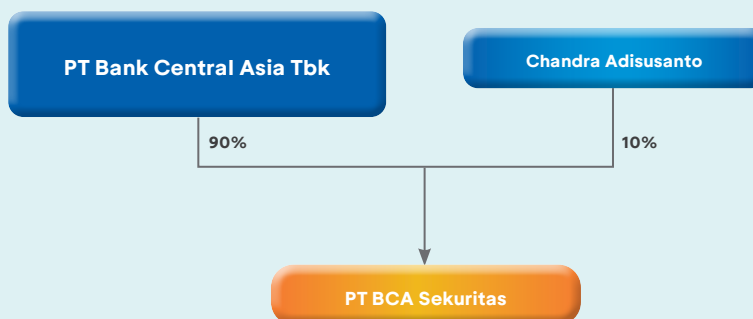 PT Bank Central Asia Tbk
Chandra Adisusanto
90%
10%
PT BCA Sekuritas